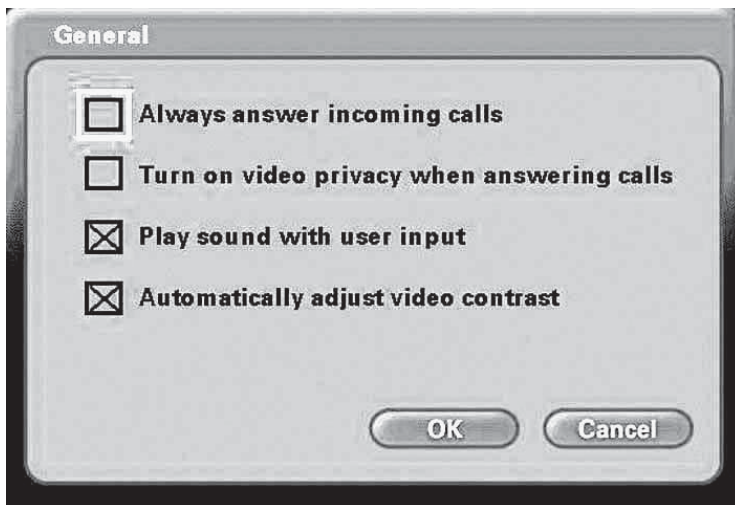 General
Always answer incoming calls
Turn on video privacy when answering calls
Play sound with user input
Automatically adjust video contrast
OK
Cancel